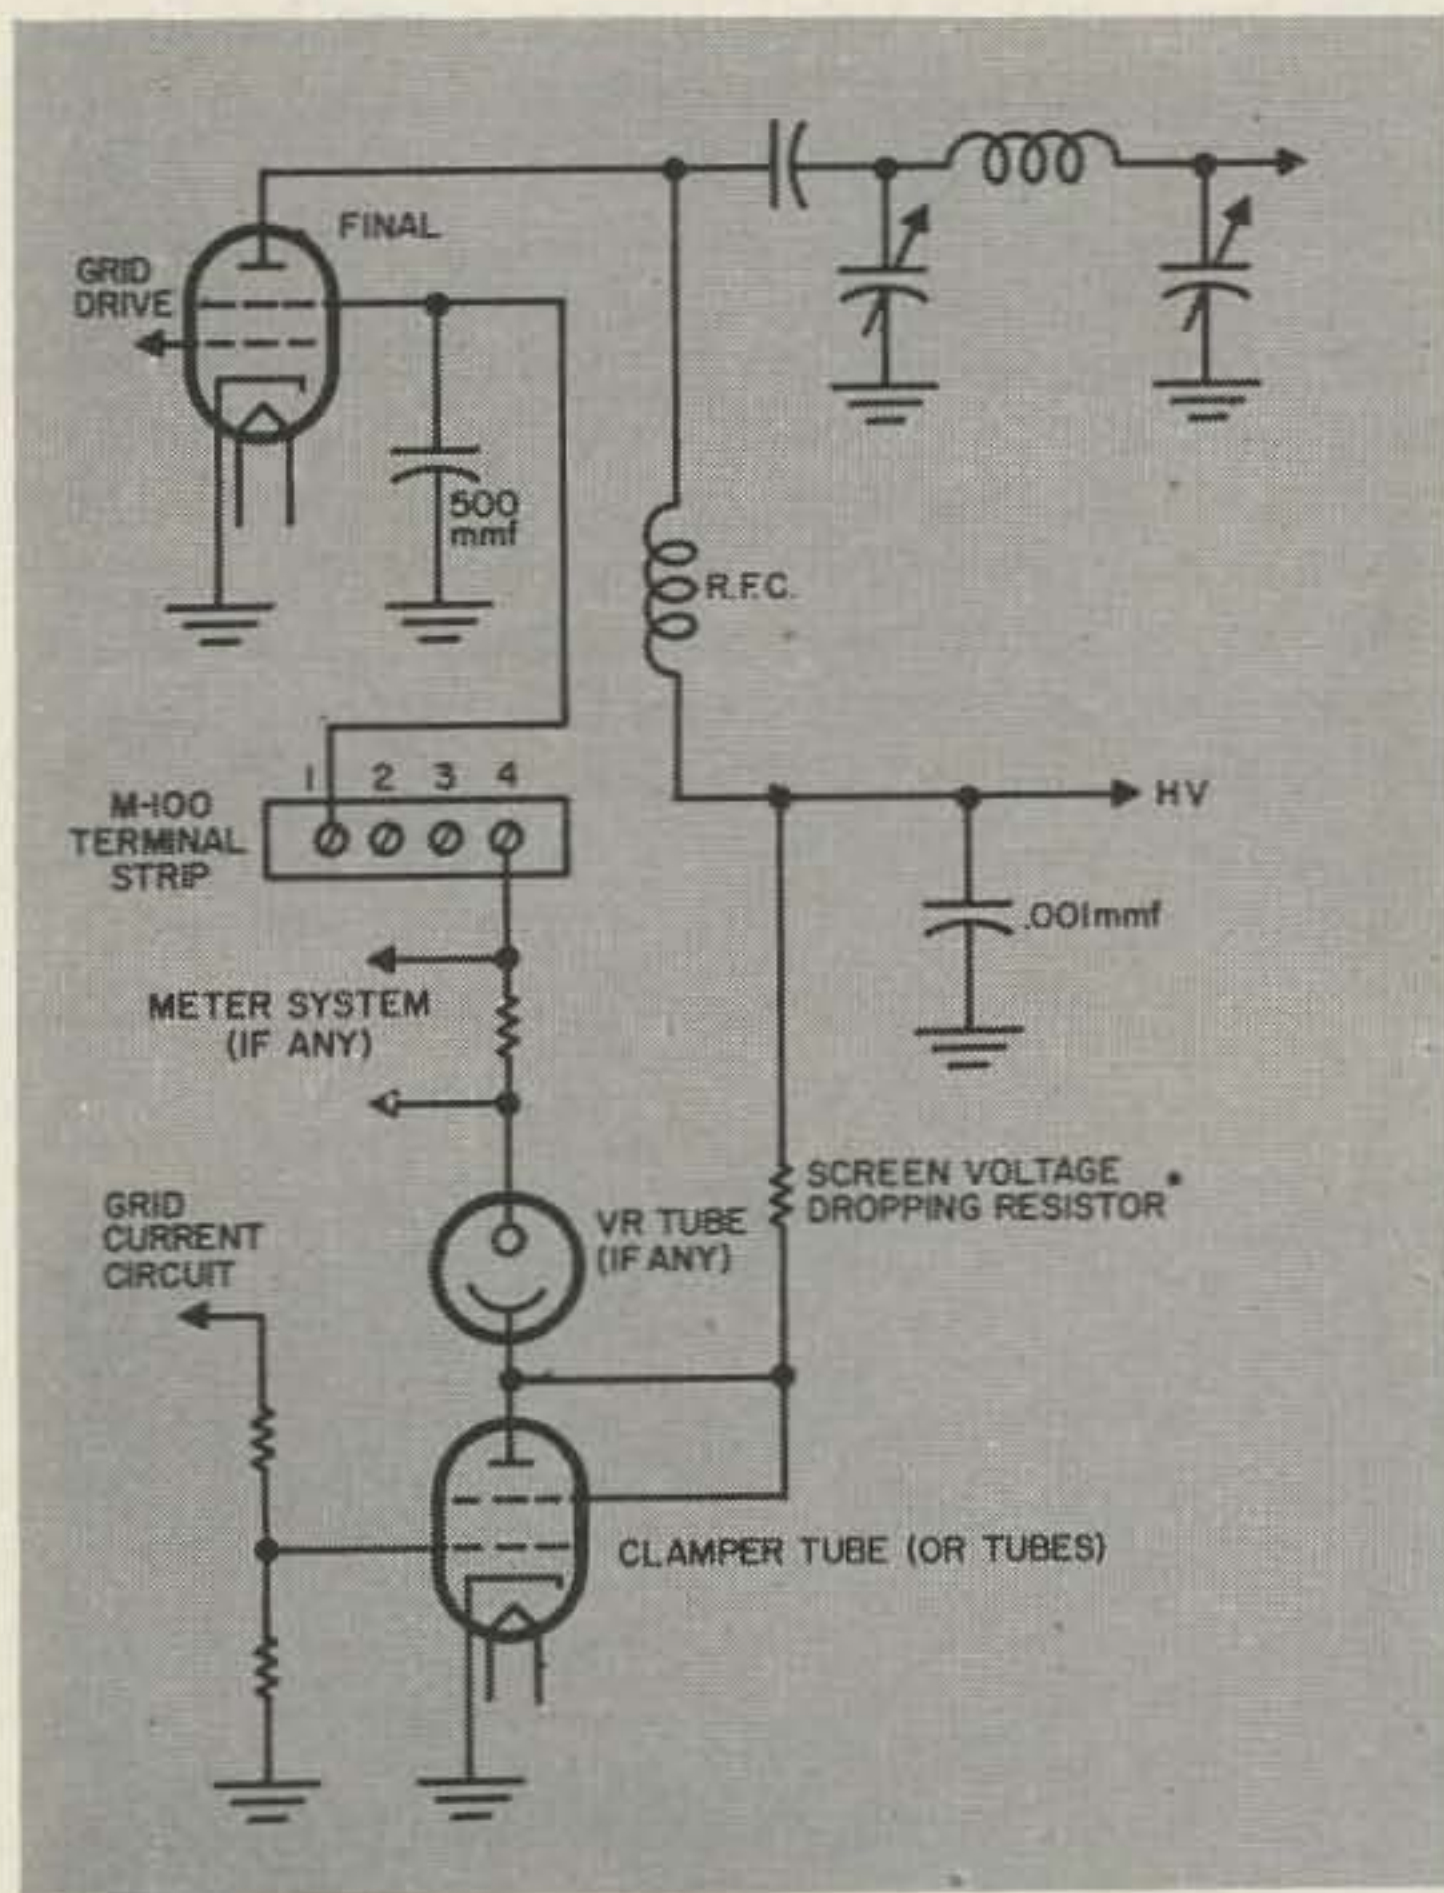 FINAL
GRID
DRIVE
500
mmf
R.F.C.
1 2 3 4
M-100
TERMINAL
STRIP
HV
.001mmf
METER SYSTEM
(IF ANY)
SCREEN VOLTAGE
DROPPING RESISTOR
GRID
CURRENT
CIRCUIT
VR TUBE
(IF ANY)
CLAMPER TUBE (OR TUBES)